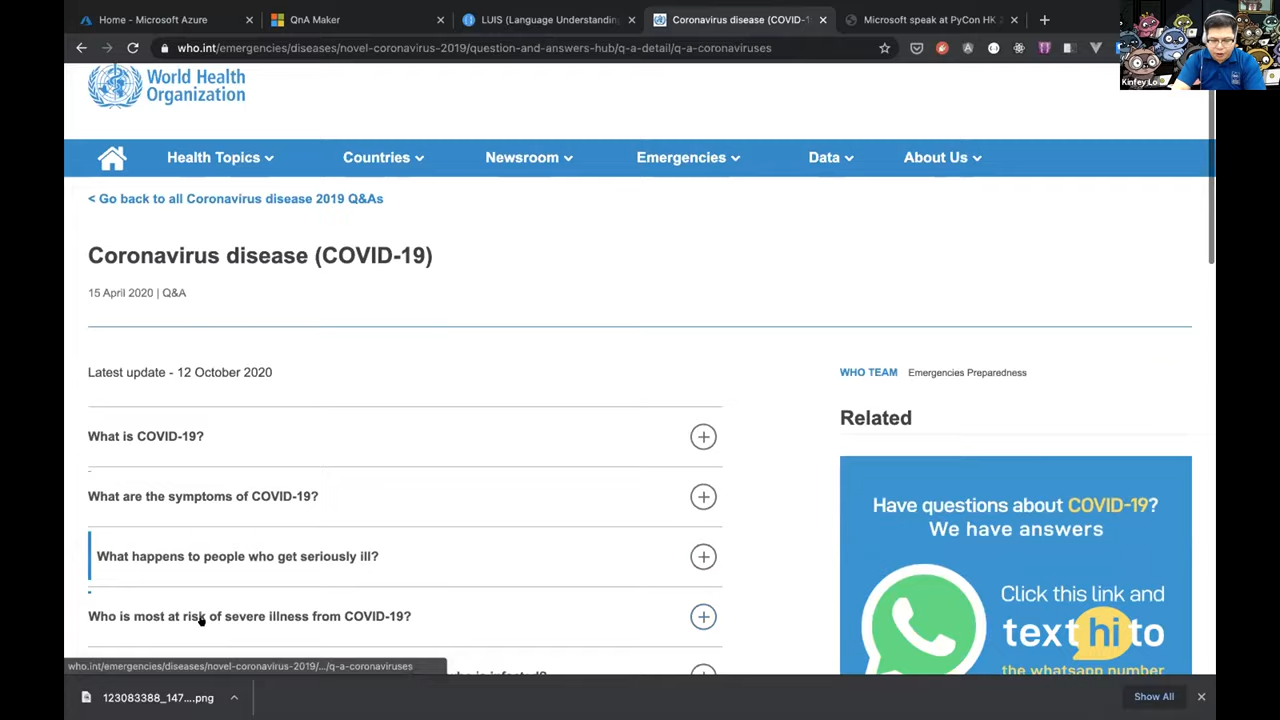 Home - Microsoft Azure
QnA Maker
LUIS (Language Understanding
Coronavirus disease (COVID-1
Microsoft speak at PyCon HK
who.int/emergencies/diseases/novel-coronavirus-2019/question-and-answers-hub/q-a-detail/q-a-coronaviruses
Kinfey Lo
World Health
Organization
Health Topics
Countries
Newsroom
Emergencies
Data
About Us
< Go back to all Coronavirus disease 2019 Q&As
Coronavirus disease (COVID-19)
15 April 2020 | Q&A
Latest update - 12 October 2020
WHO TEAM Emergencies Preparedness
Related
What is COVID-19?
What are the symptoms of COVID-19?
What happens to people who get seriously ill?
Who is most at risk of severe illness from COVID-19?
Have questions about COVID-19?
We have answers
Click this link and
text hi to
the whatsapp number
who.int/emergencies/diseases/novel-coronavirus-2019/.../q-a-coronaviruses
123083388_147....png
Show All